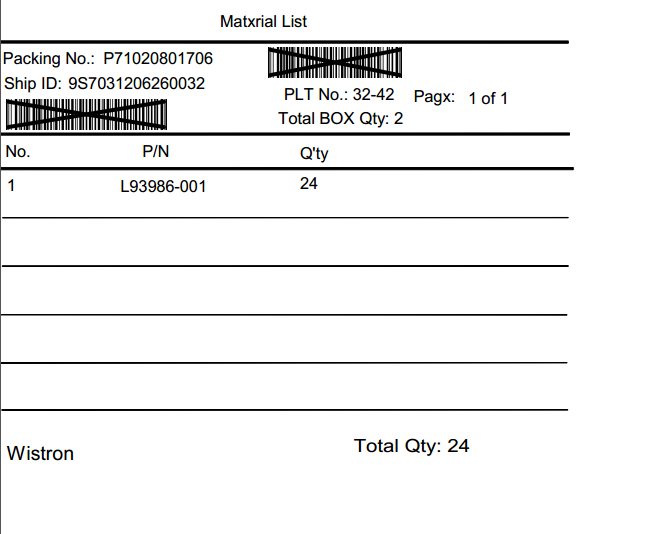 Matxrial List
Packing No.: P71020801706
Ship ID: 9S7031206260032
PLT No.: 32-42 Pagx: 1 of 1
Total BOX Qty: 2
No. P/N Q'ty
1 L93986-001 24
Wistron Total Qty: 24